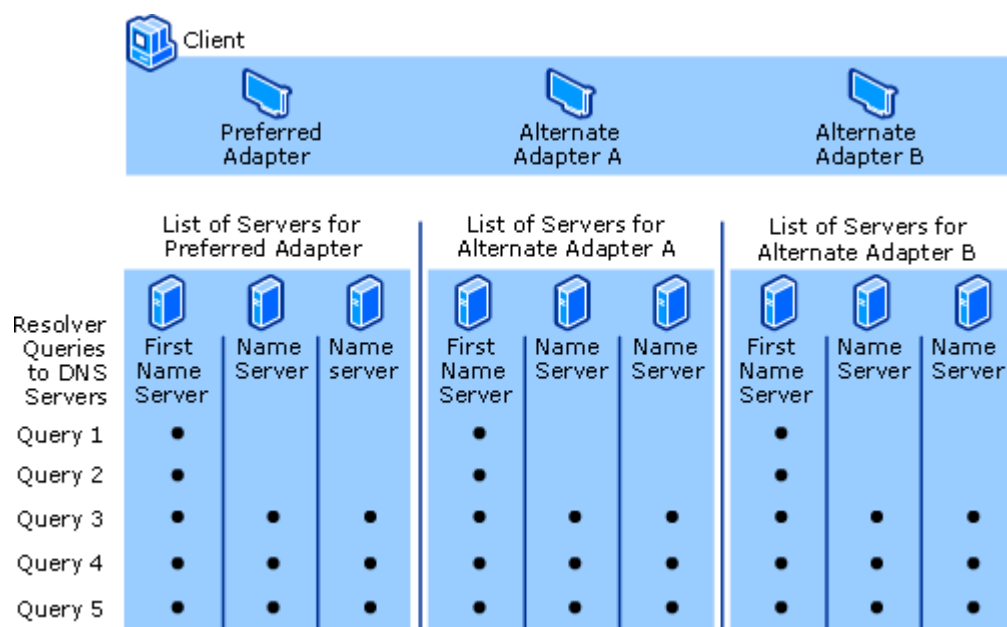 Client
Preferred
Adapter
Alternate
Adapter A
Alternate
Adapter B
List of Servers for
Preferred Adapter
List of Servers for
Alternate Adapter A
List of Servers for
Alternate Adapter B
Resolver
Queries
to DNS
Servers
First
Name
Server
Name
Server
Name
server
First
Name
Server
Name
Server
Name
Server
First
Name
Server
Name
Server
Name
Server
Query 1
Query 2
Query 3
Query 4
Query 5